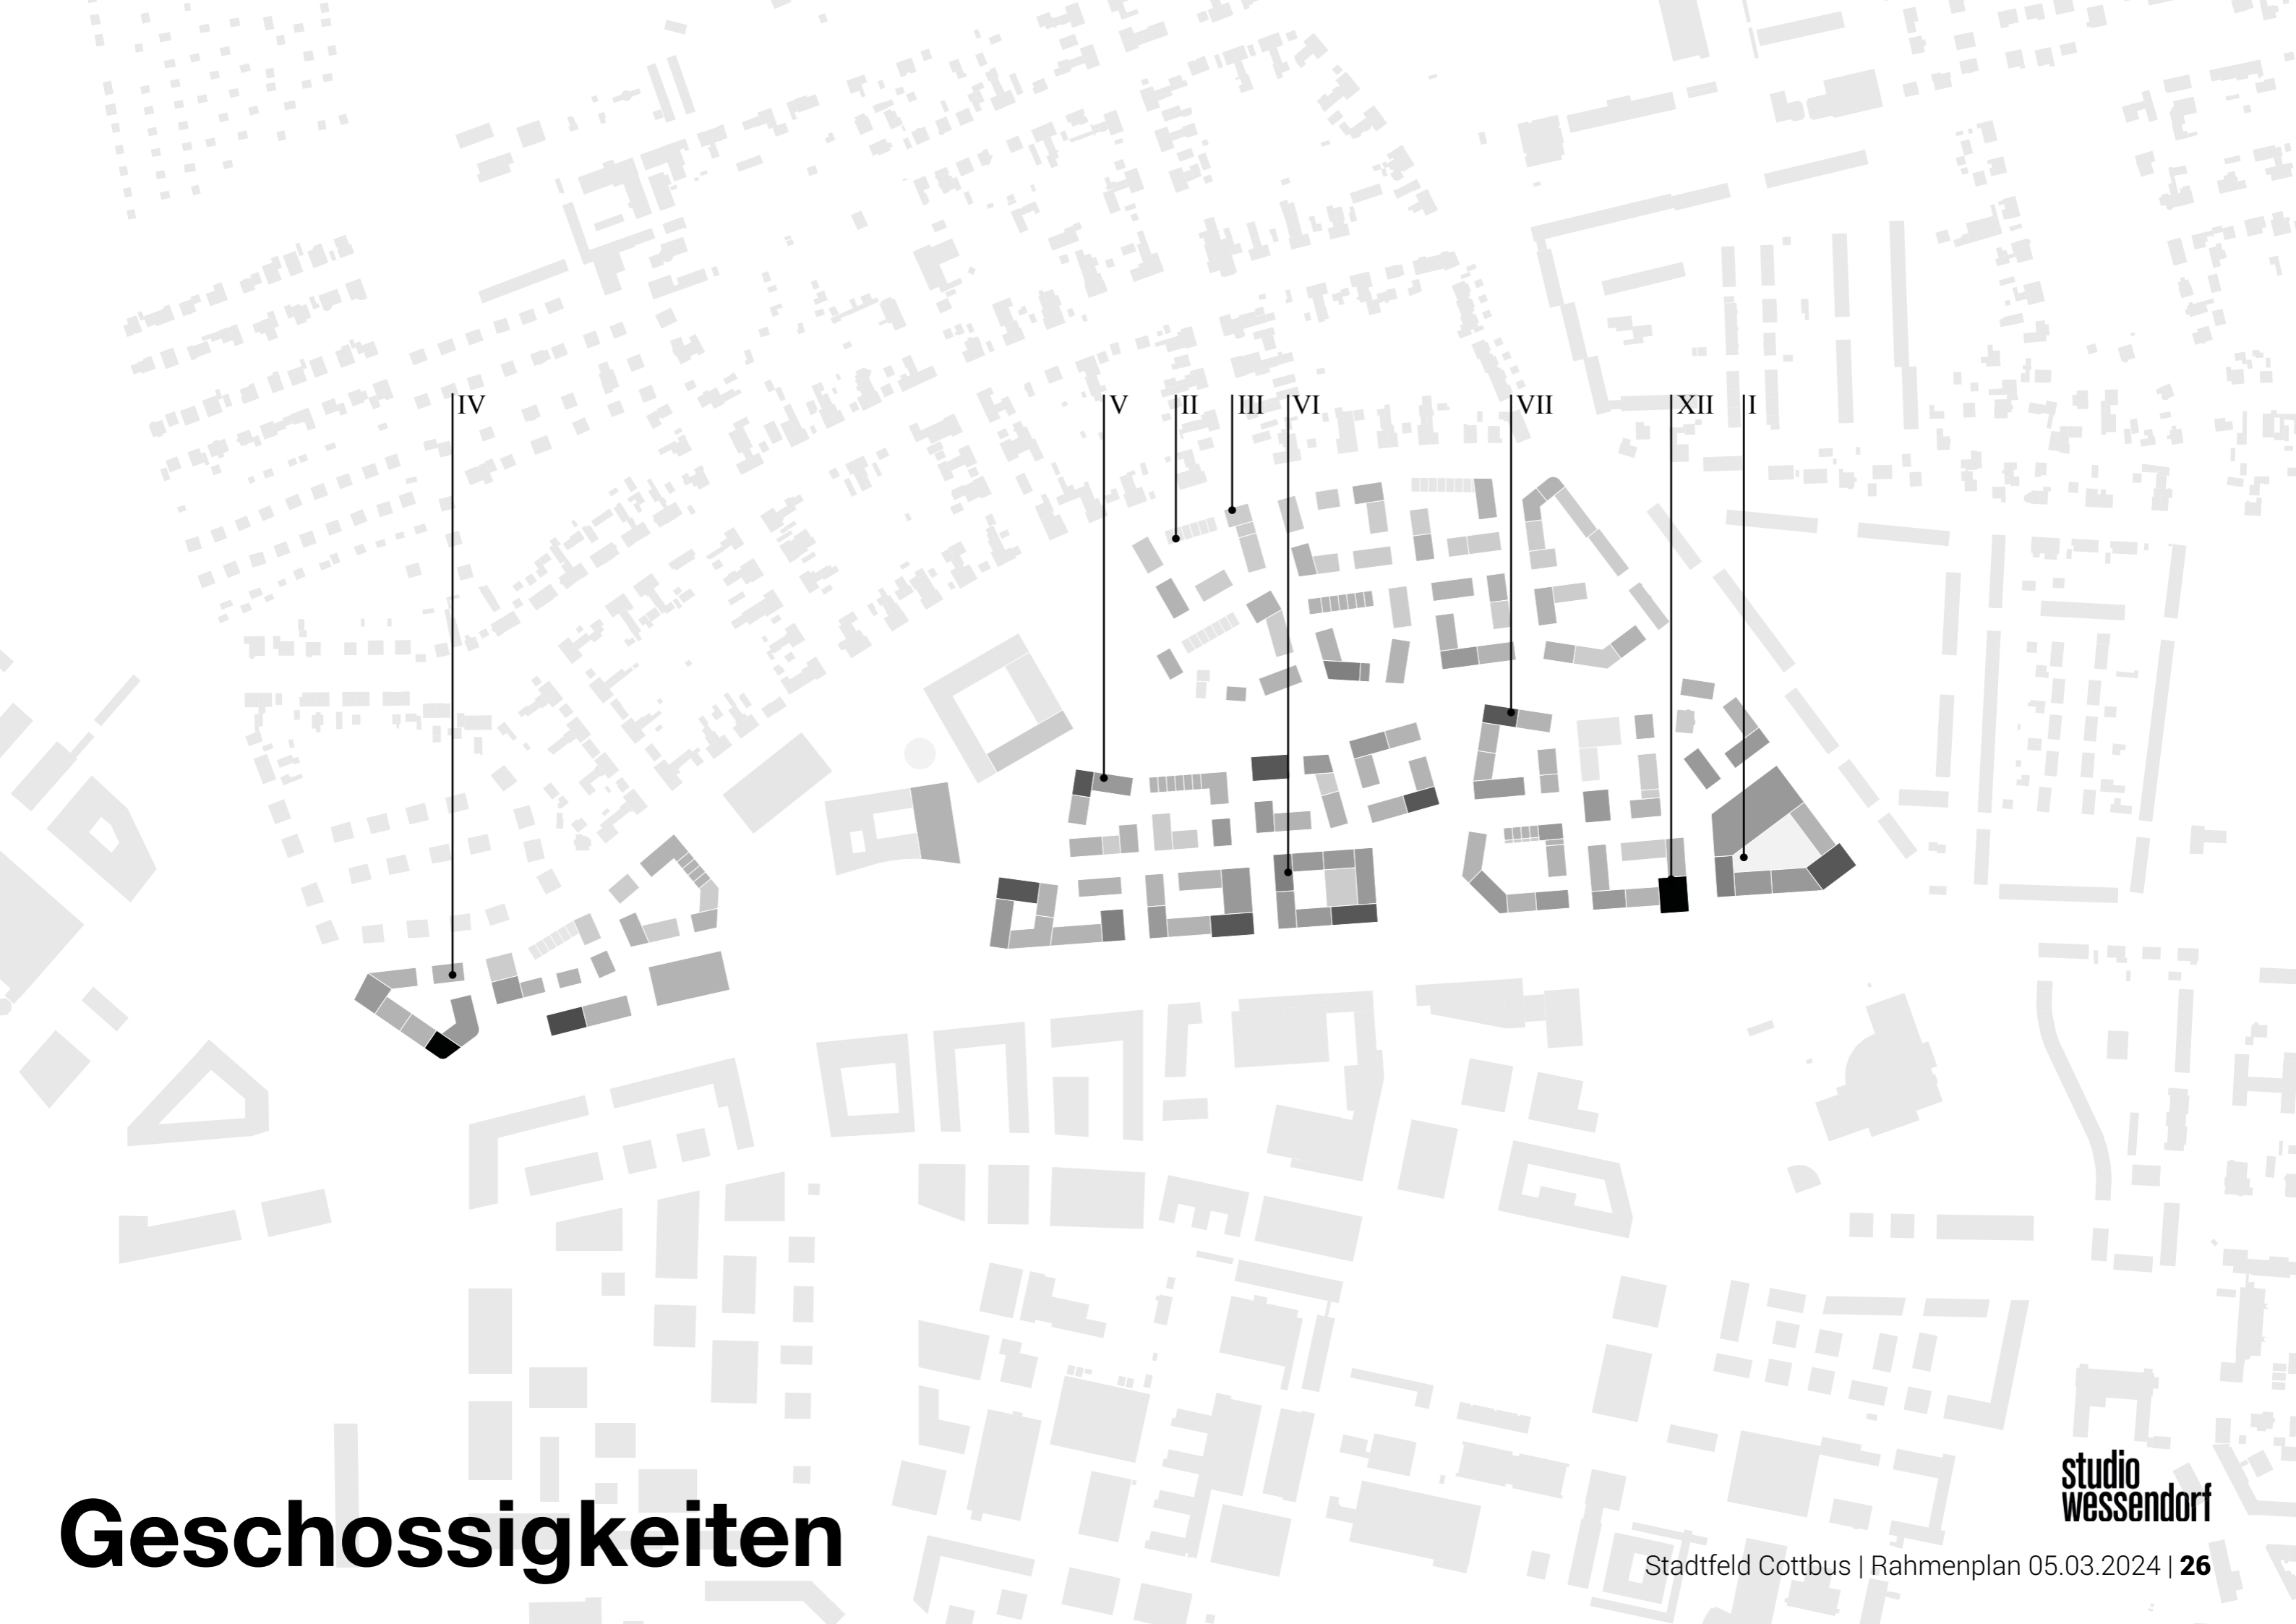 IV
V
II
III
VI
VII
XII
I
studio
wessendorf
Geschossigkeiten
Stadtfeld Cottbus | Rahmenplan 05.03.2024 | 26